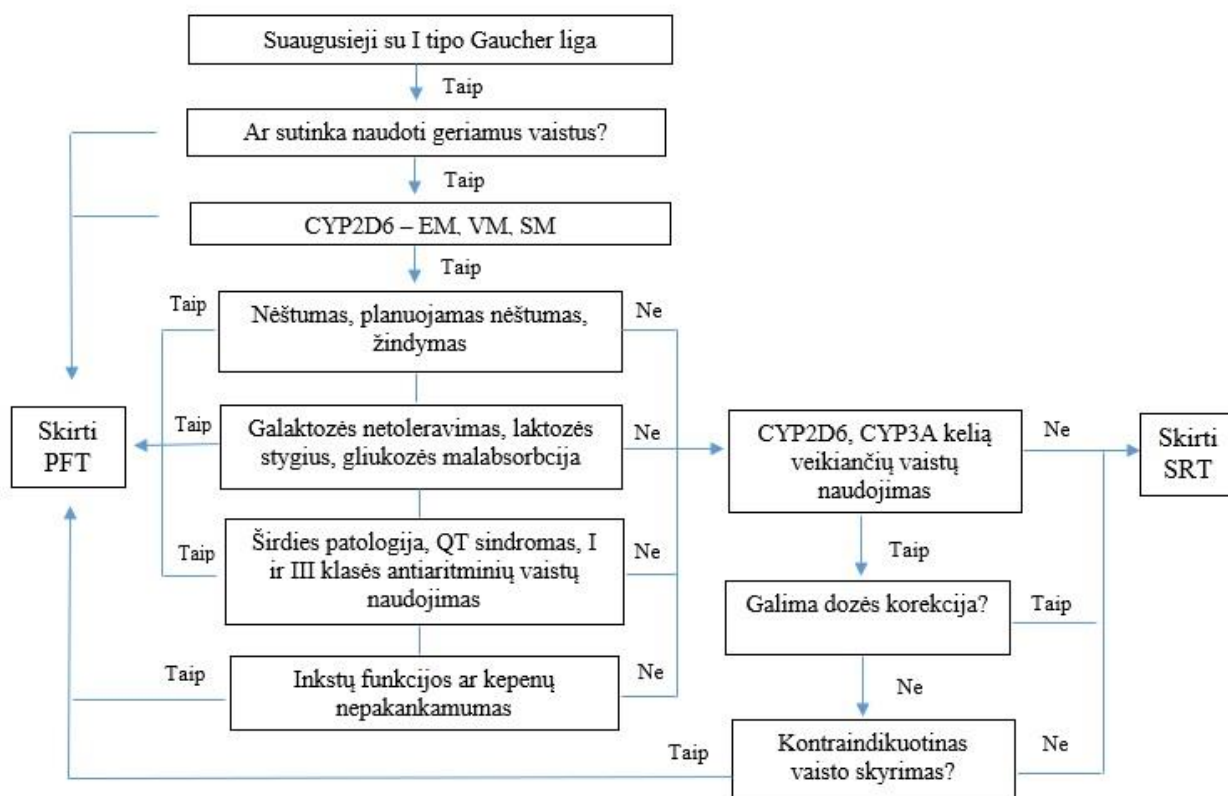 Suaugusieji su I tipo Gaucher liga
Taip
Ar sutinka naudoti geriamus vaistus?
Taip
CYP2D6 – EM, VM, SM
Taip
Taip
Nėštumas, planuojamas nėštumas,
žindymas
Ne
Skirti
PFT
Taip
Galaktozės netoleravimas, laktozės
stygius, gliukozės malabsorbcija
Ne
CYP2D6, CYP3A kelią
veikiančių vaistų
naudojimas
Ne
Skirti
SRT
Taip
Širdies patologija, QT sindromas, I
ir III klasės antiaritminių vaistų
naudojimas
Ne
Taip
Galima dozės korekcija?
Taip
Taip
Inkstų funkcijos ar kepenų
nepakankamumas
Ne
Ne
Taip
Kontraindikuotinas
vaisto skyrimas?
Ne